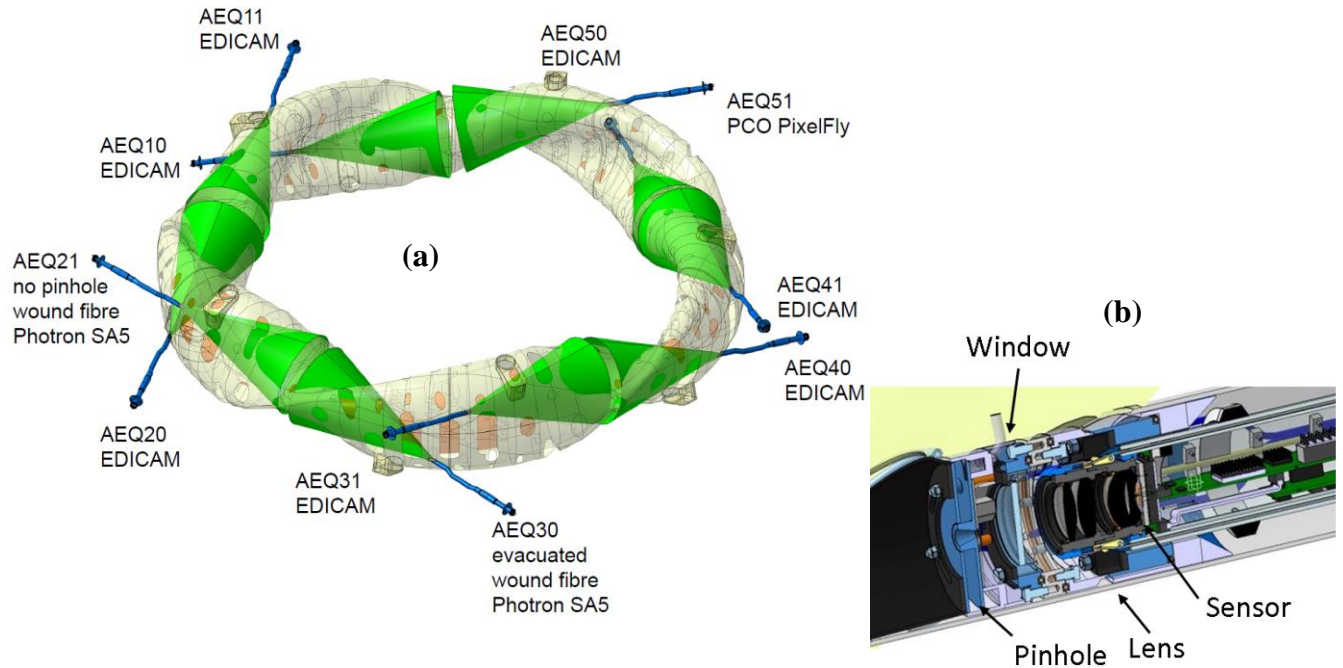 AEQ11
EDICAM
AEQ50
EDICAM
AEQ51
PCO PixelFly
AEQ10
EDICAM
(a)
AEQ21
no pinhole
wound fibre
Photron SA5
AEQ41
EDICAM
AEQ40
EDICAM
AEQ20
EDICAM
AEQ31
EDICAM
AEQ30
evacuated
wound fibre
Photron SA5
(b)
Window
Sensor
Lens
Pinhole